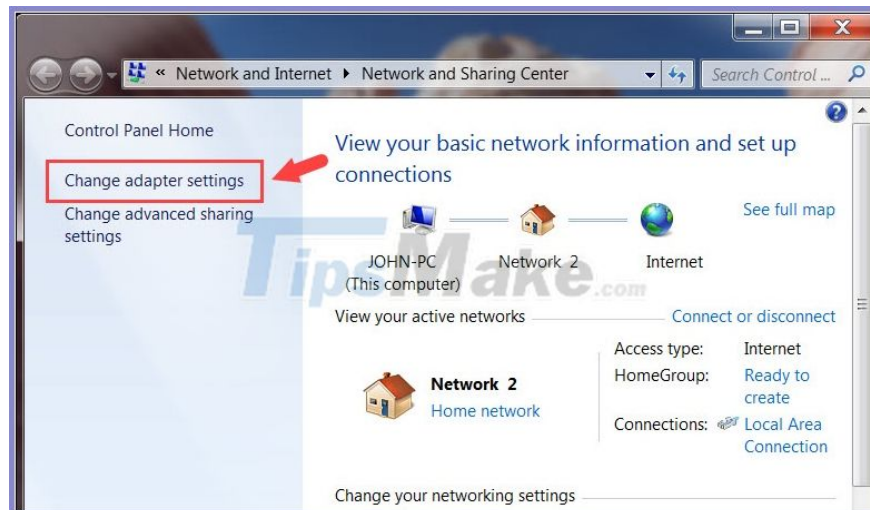 « Network and Internet ▸ Network and Sharing Center
Search Control ...
Control Panel Home
Change adapter settings
Change advanced sharing
settings
View your basic network information and set up
connections
See full map
JOHN-PC
(This computer)
Network 2
Internet
TipsMake.com
View your active networks
Connect or disconnect
Network 2
Home network
Access type: Internet
HomeGroup: Ready to
create
Connections: Local Area
Connection
Change your networking settings